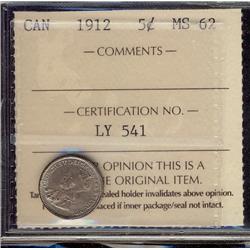 CAN 1912 5¢ MS 62
— COMMENTS —
— CERTIFICATION NO. —
LY 541
OPINION THIS IS A
E ORIGINAL ITEM.
ealed holder invalidates above opinion.
aced if inner package/seal not intact.